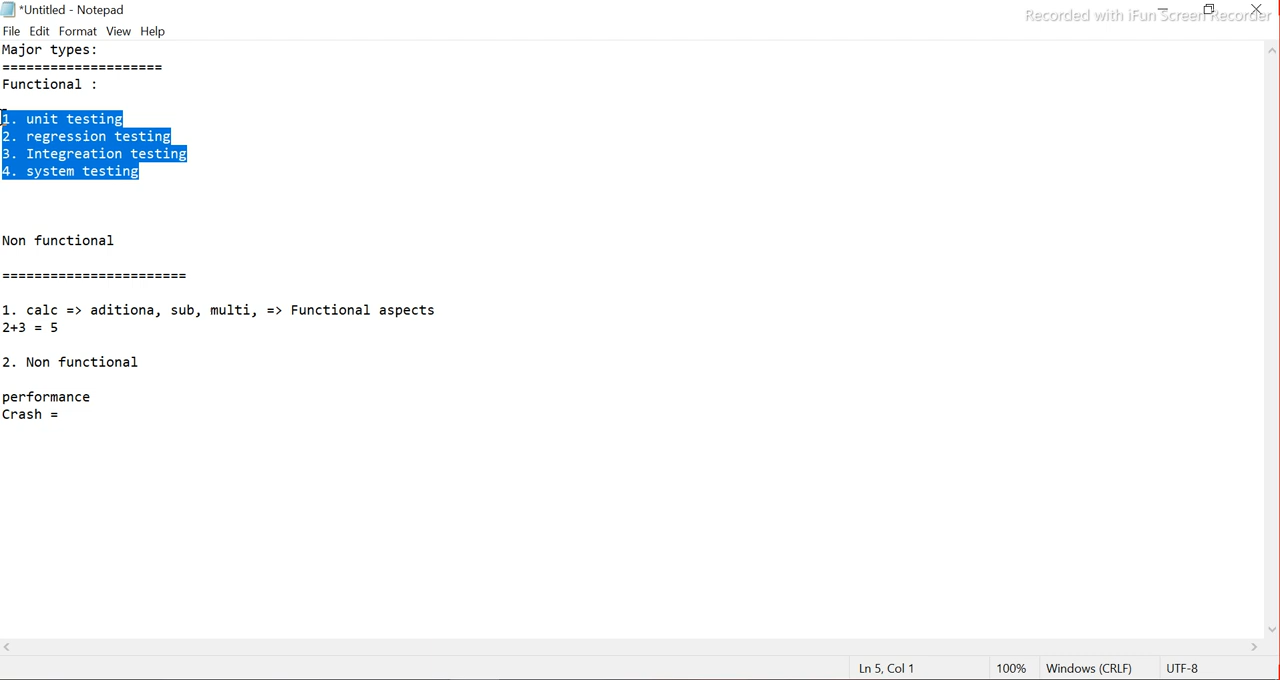 *Untitled - Notepad
Recorded with iFun Screen Recorder
File Edit Format View Help
Major types:
====================
Functional :
1. unit testing
2. regression testing
3. Integreation testing
4. system testing
Non functional
=======================
1. calc => aditiona, sub, multi, => Functional aspects
2+3 = 5
2. Non functional
performance
Crash =
Ln 5, Col 1 100% Windows (CRLF) UTF-8